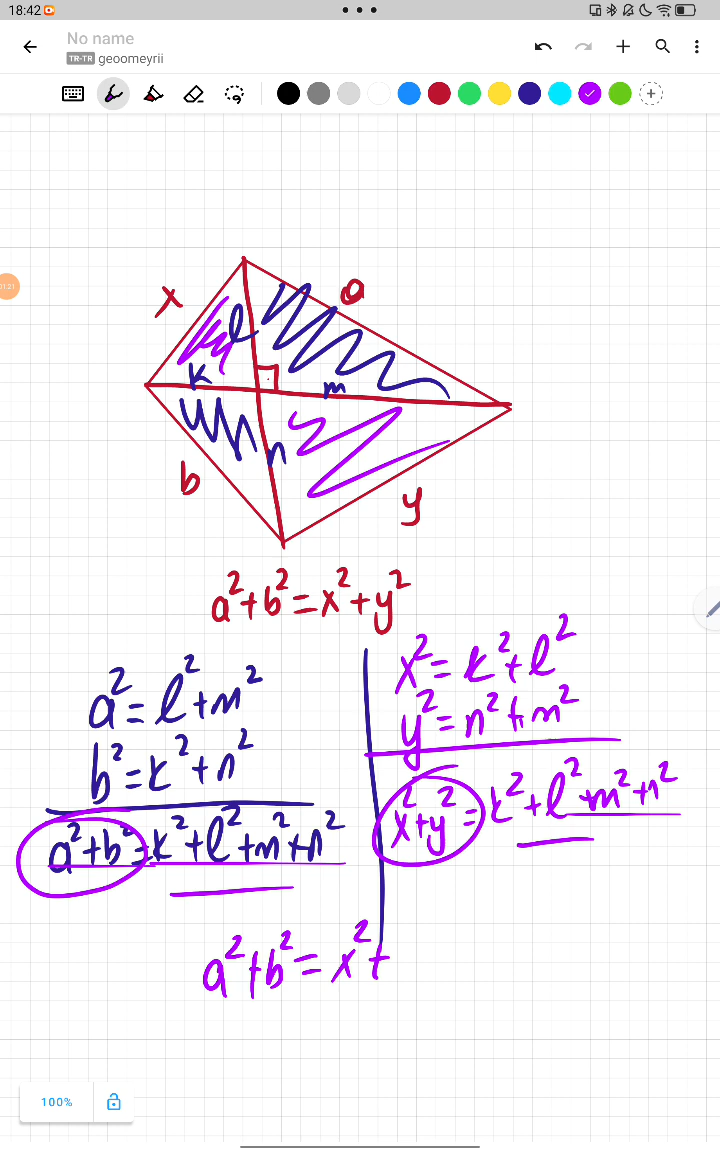 18:42
No name
TR-TR geoomeyrii
01:21
x
a
l
k
m
n
b
y
a²+b²=x²+y²
a²=l²+m²
b²=k²+n²
a²+b²=k²+l²+m²+n²
x²=k²+l²
y²=n²+m²
x²+y²=k²+l²+m²+n²
a²+b²=x²+
100%